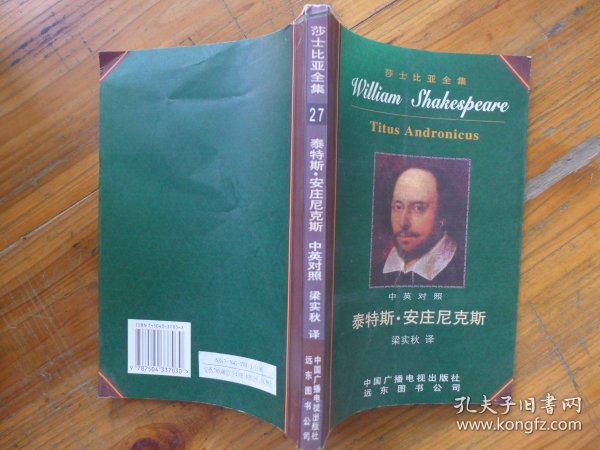 莎士比亚全集
William Shakespeare
Titus Andronicus
中英对照
泰特斯·安庄尼克斯
梁实秋 译
中国广播电视出版社
远东图书公司
莎士比亚全集
27
泰特斯·安庄尼克斯
中英对照
梁实秋 译
中国广播电视出版社
远东图书公司
孔夫子旧书网
www.kongfz.com